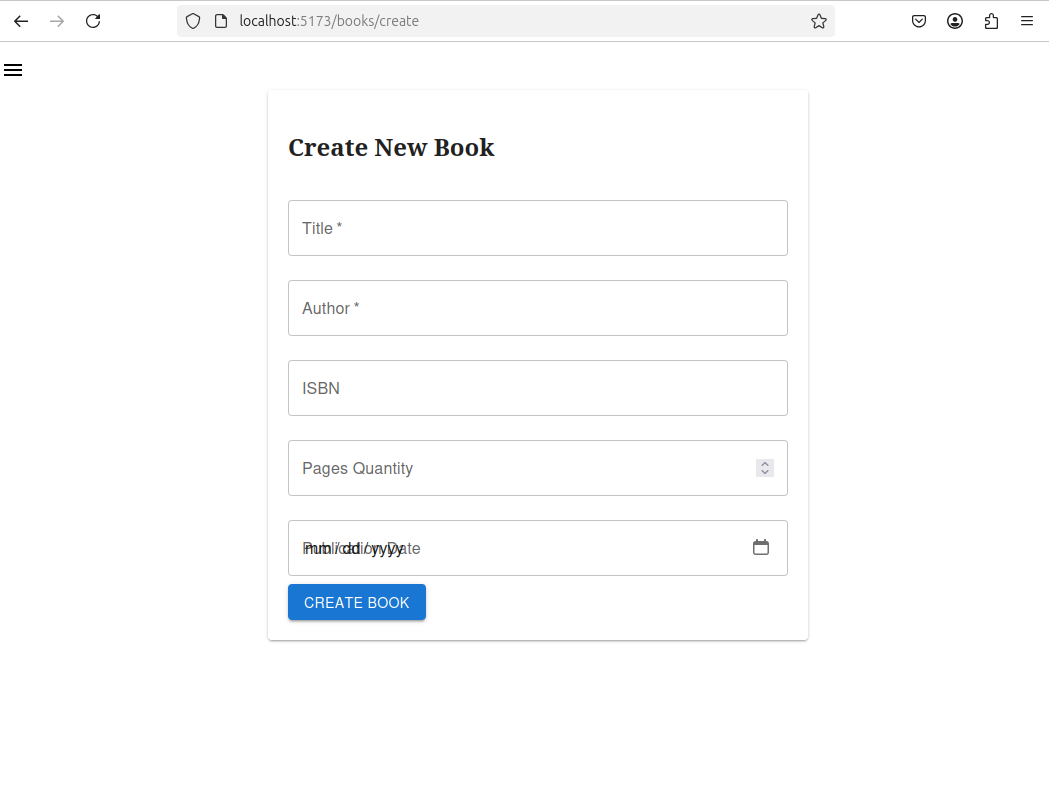 localhost:5173/books/create
Create New Book
Title *
Author *
ISBN
Pages Quantity
Publication Date
mm / dd / yyyy
CREATE BOOK